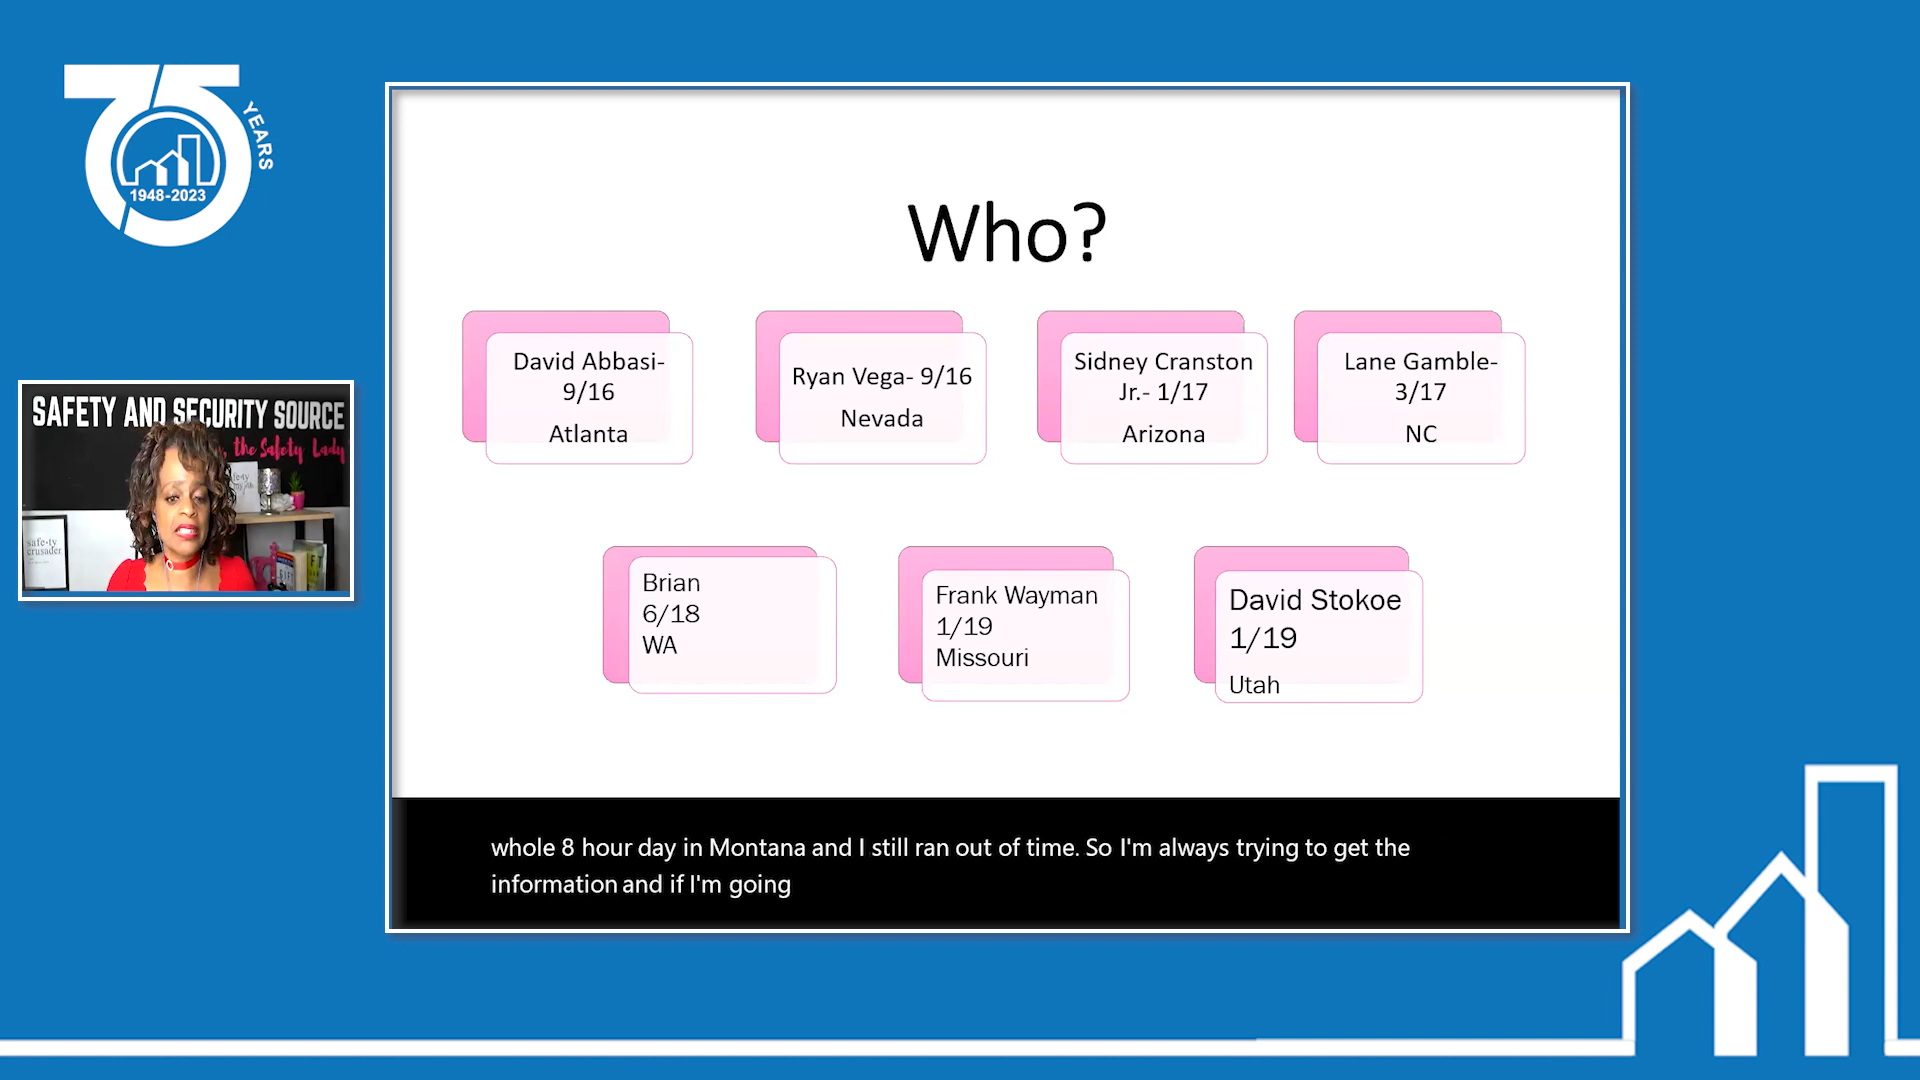 75
YEARS
1948-2023
SAFETY AND SECURITY SOURCE
the Safety Lady
safe-ty
crusader
Who?
David Abbasi-
9/16
Atlanta
Ryan Vega- 9/16
Nevada
Sidney Cranston
Jr.- 1/17
Arizona
Lane Gamble-
3/17
NC
Brian
6/18
WA
Frank Wayman
1/19
Missouri
David Stokoe
1/19
Utah
whole 8 hour day in Montana and I still ran out of time. So I'm always trying to get the
information and if I'm going